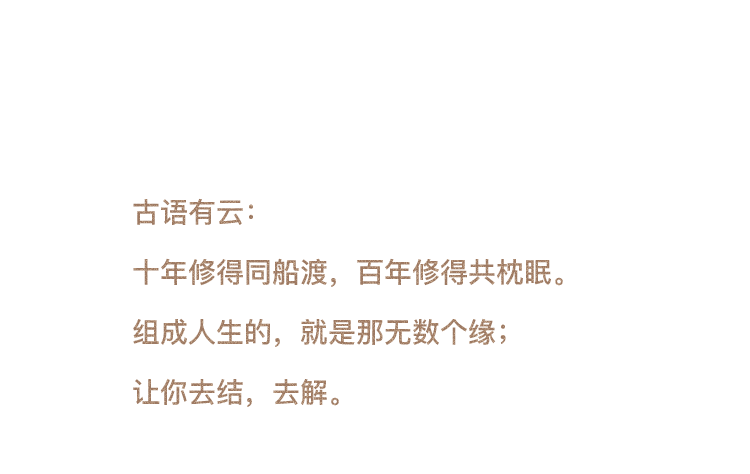 古语有云：
十年修得同船渡，百年修得共枕眠。
组成人生的，就是那无数个缘；
让你去结，去解。